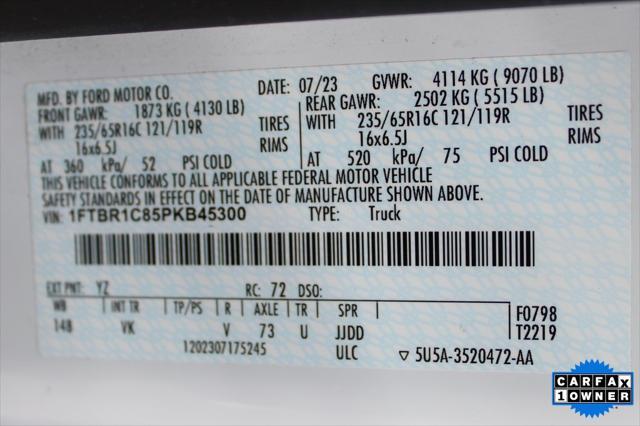 MFD. BY FORD MOTOR CO. DATE: 07/23 GVWR: 4114 KG (9070 LB)
FRONT GAWR: 1873 KG (4130 LB) REAR GAWR: 2502 KG (5515 LB)
WITH 235/65R16C 121/119R TIRES WITH 235/65R16C 121/119R TIRES
16x6.5J RIMS 16x6.5J RIMS
AT 360 kPa/ 52 PSI COLD AT 520 kPa/ 75 PSI COLD
THIS VEHICLE CONFORMS TO ALL APPLICABLE FEDERAL MOTOR VEHICLE
SAFETY STANDARDS IN EFFECT ON THE DATE OF MANUFACTURE SHOWN ABOVE.
VIN: 1FTBR1C85PKB45300 TYPE: Truck
EXT PNT: YZ RC: 72 DSO:
WB INT TR TP/PS R AXLE TR SPR F0798
148 VK V 73 U JJDD T2219
1202307175245 ULC ▽ 5U5A-3520472-AA
CARFAX
1 OWNER